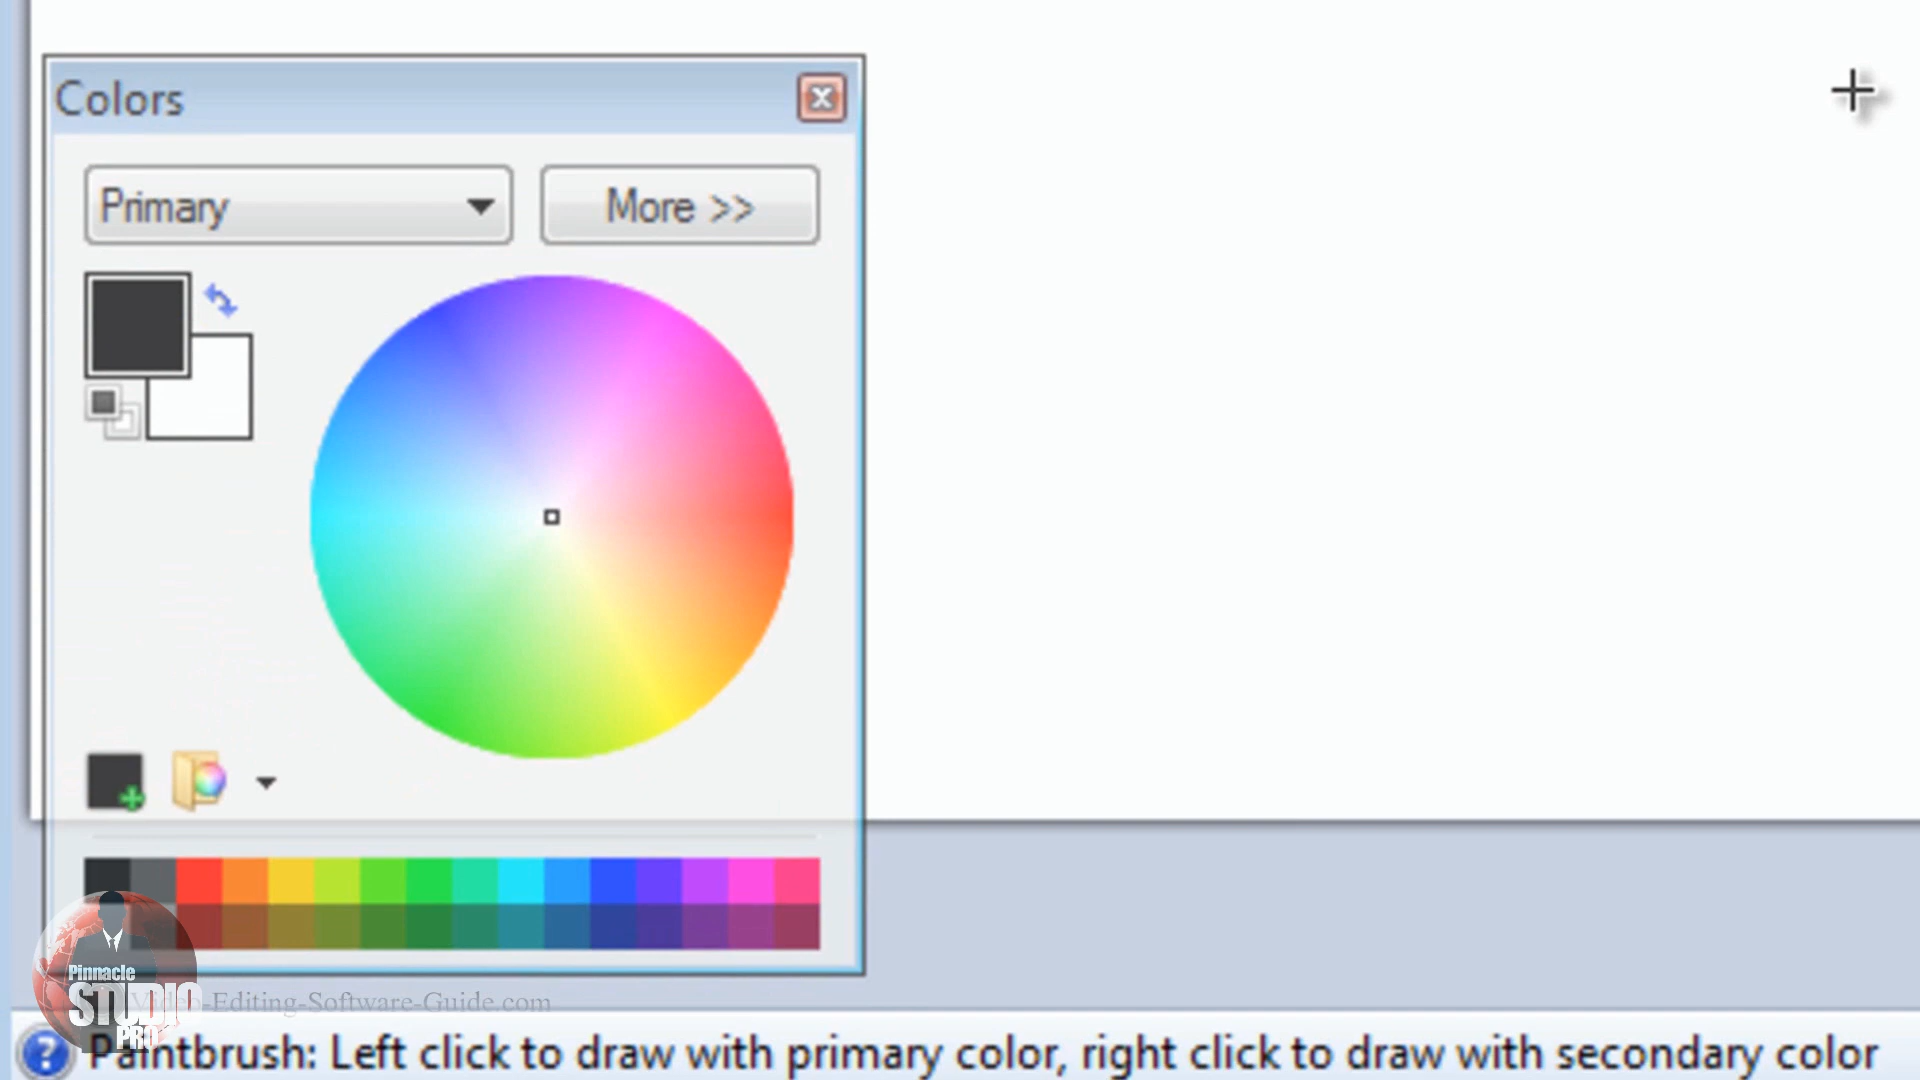 Colors
Primary
More >>
Pinnacle
STUDIO
PRO
Video-Editing-Software-Guide.com
Paintbrush: Left click to draw with primary color, right click to draw with secondary color